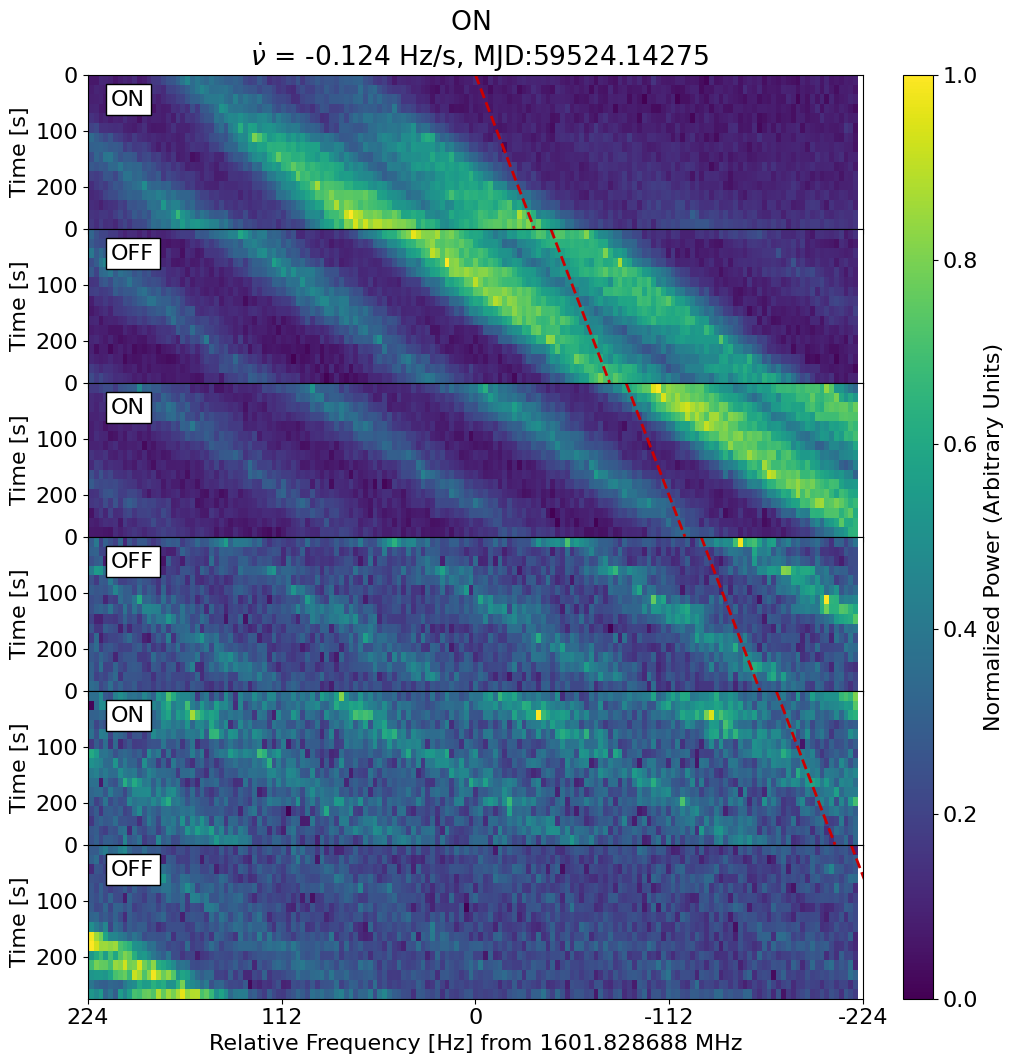 ON
ν̇ = -0.124 Hz/s, MJD:59524.14275
0
100
200
Time [s]
ON
0
100
200
Time [s]
OFF
0
100
200
Time [s]
ON
0
100
200
Time [s]
OFF
0
100
200
Time [s]
ON
0
100
200
Time [s]
OFF
224 112 0 -112 -224
Relative Frequency [Hz] from 1601.828688 MHz
1.0
0.8
0.6
0.4
0.2
0.0
Normalized Power (Arbitrary Units)